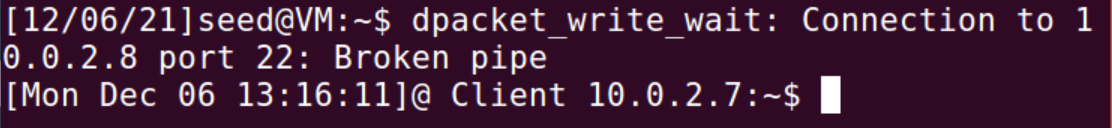 [12/06/21]seed@VM:~$ dpacket_write_wait: Connection to 1
0.0.2.8 port 22: Broken pipe
[Mon Dec 06 13:16:11]@ Client 10.0.2.7:~$